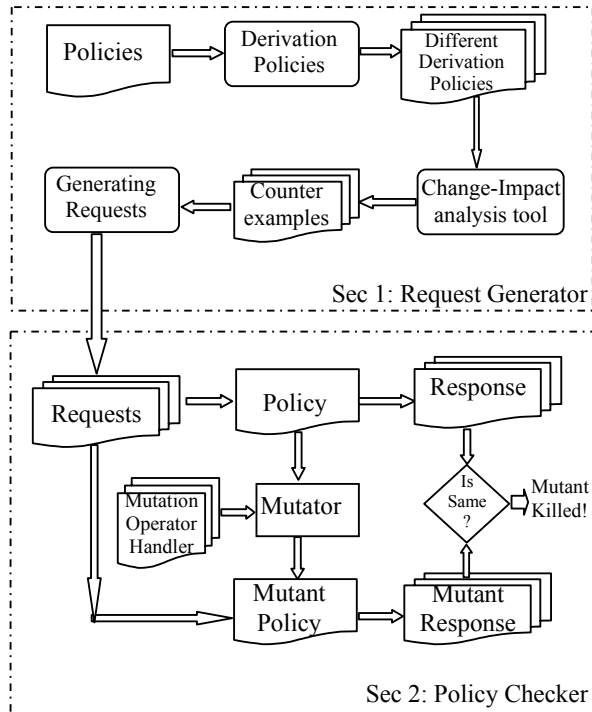 Policies
Derivation
Policies
Different
Derivation
Policies
Generating
Requests
Counter
examples
Change-Impact
analysis tool
Sec 1: Request Generator
Requests
Policy
Response
Mutation
Operator
Handler
Mutator
Is
Same
?
Mutant
Killed!
Mutant
Policy
Mutant
Response
Sec 2: Policy Checker